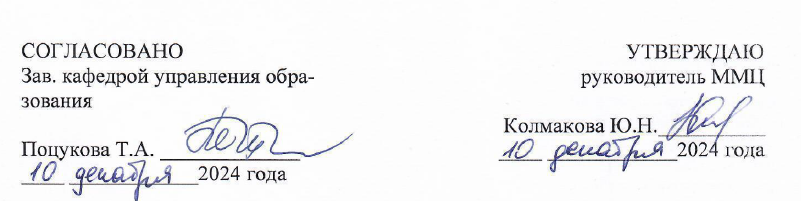 СОГЛАСОВАНО
Зав. кафедрой управления обра-
зования
Поцукова Т.А.
10 декабря 2024 года
УТВЕРЖДАЮ
руководитель ММЦ
Колмакова Ю.Н.
10 декабря 2024 года